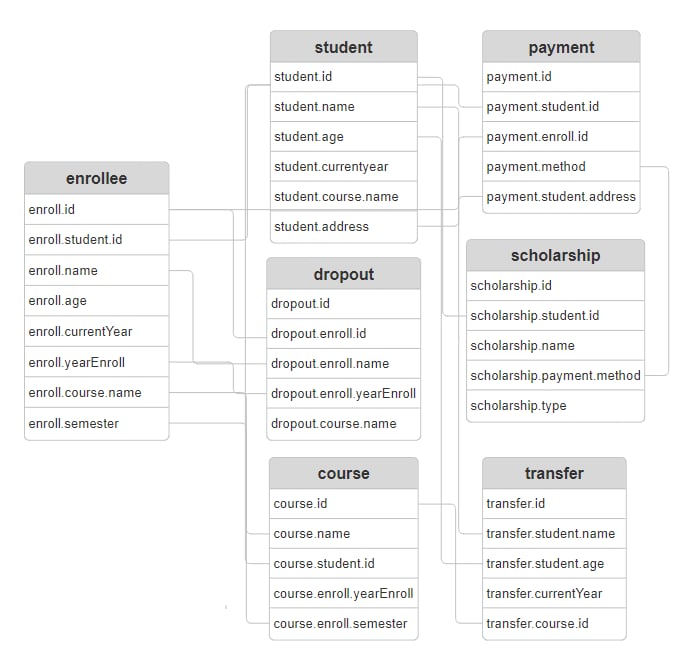 student
student.id
student.name
student.age
student.currentyear
student.course.name
student.address
payment
payment.id
payment.student.id
payment.enroll.id
payment.method
payment.student.address
enrollee
enroll.id
enroll.student.id
enroll.name
enroll.age
enroll.currentYear
enroll.yearEnroll
enroll.course.name
enroll.semester
dropout
dropout.id
dropout.enroll.id
dropout.enroll.name
dropout.enroll.yearEnroll
dropout.course.name
scholarship
scholarship.id
scholarship.student.id
scholarship.name
scholarship.payment.method
scholarship.type
course
course.id
course.name
course.student.id
course.enroll.yearEnroll
course.enroll.semester
transfer
transfer.id
transfer.student.name
transfer.student.age
transfer.currentYear
transfer.course.id